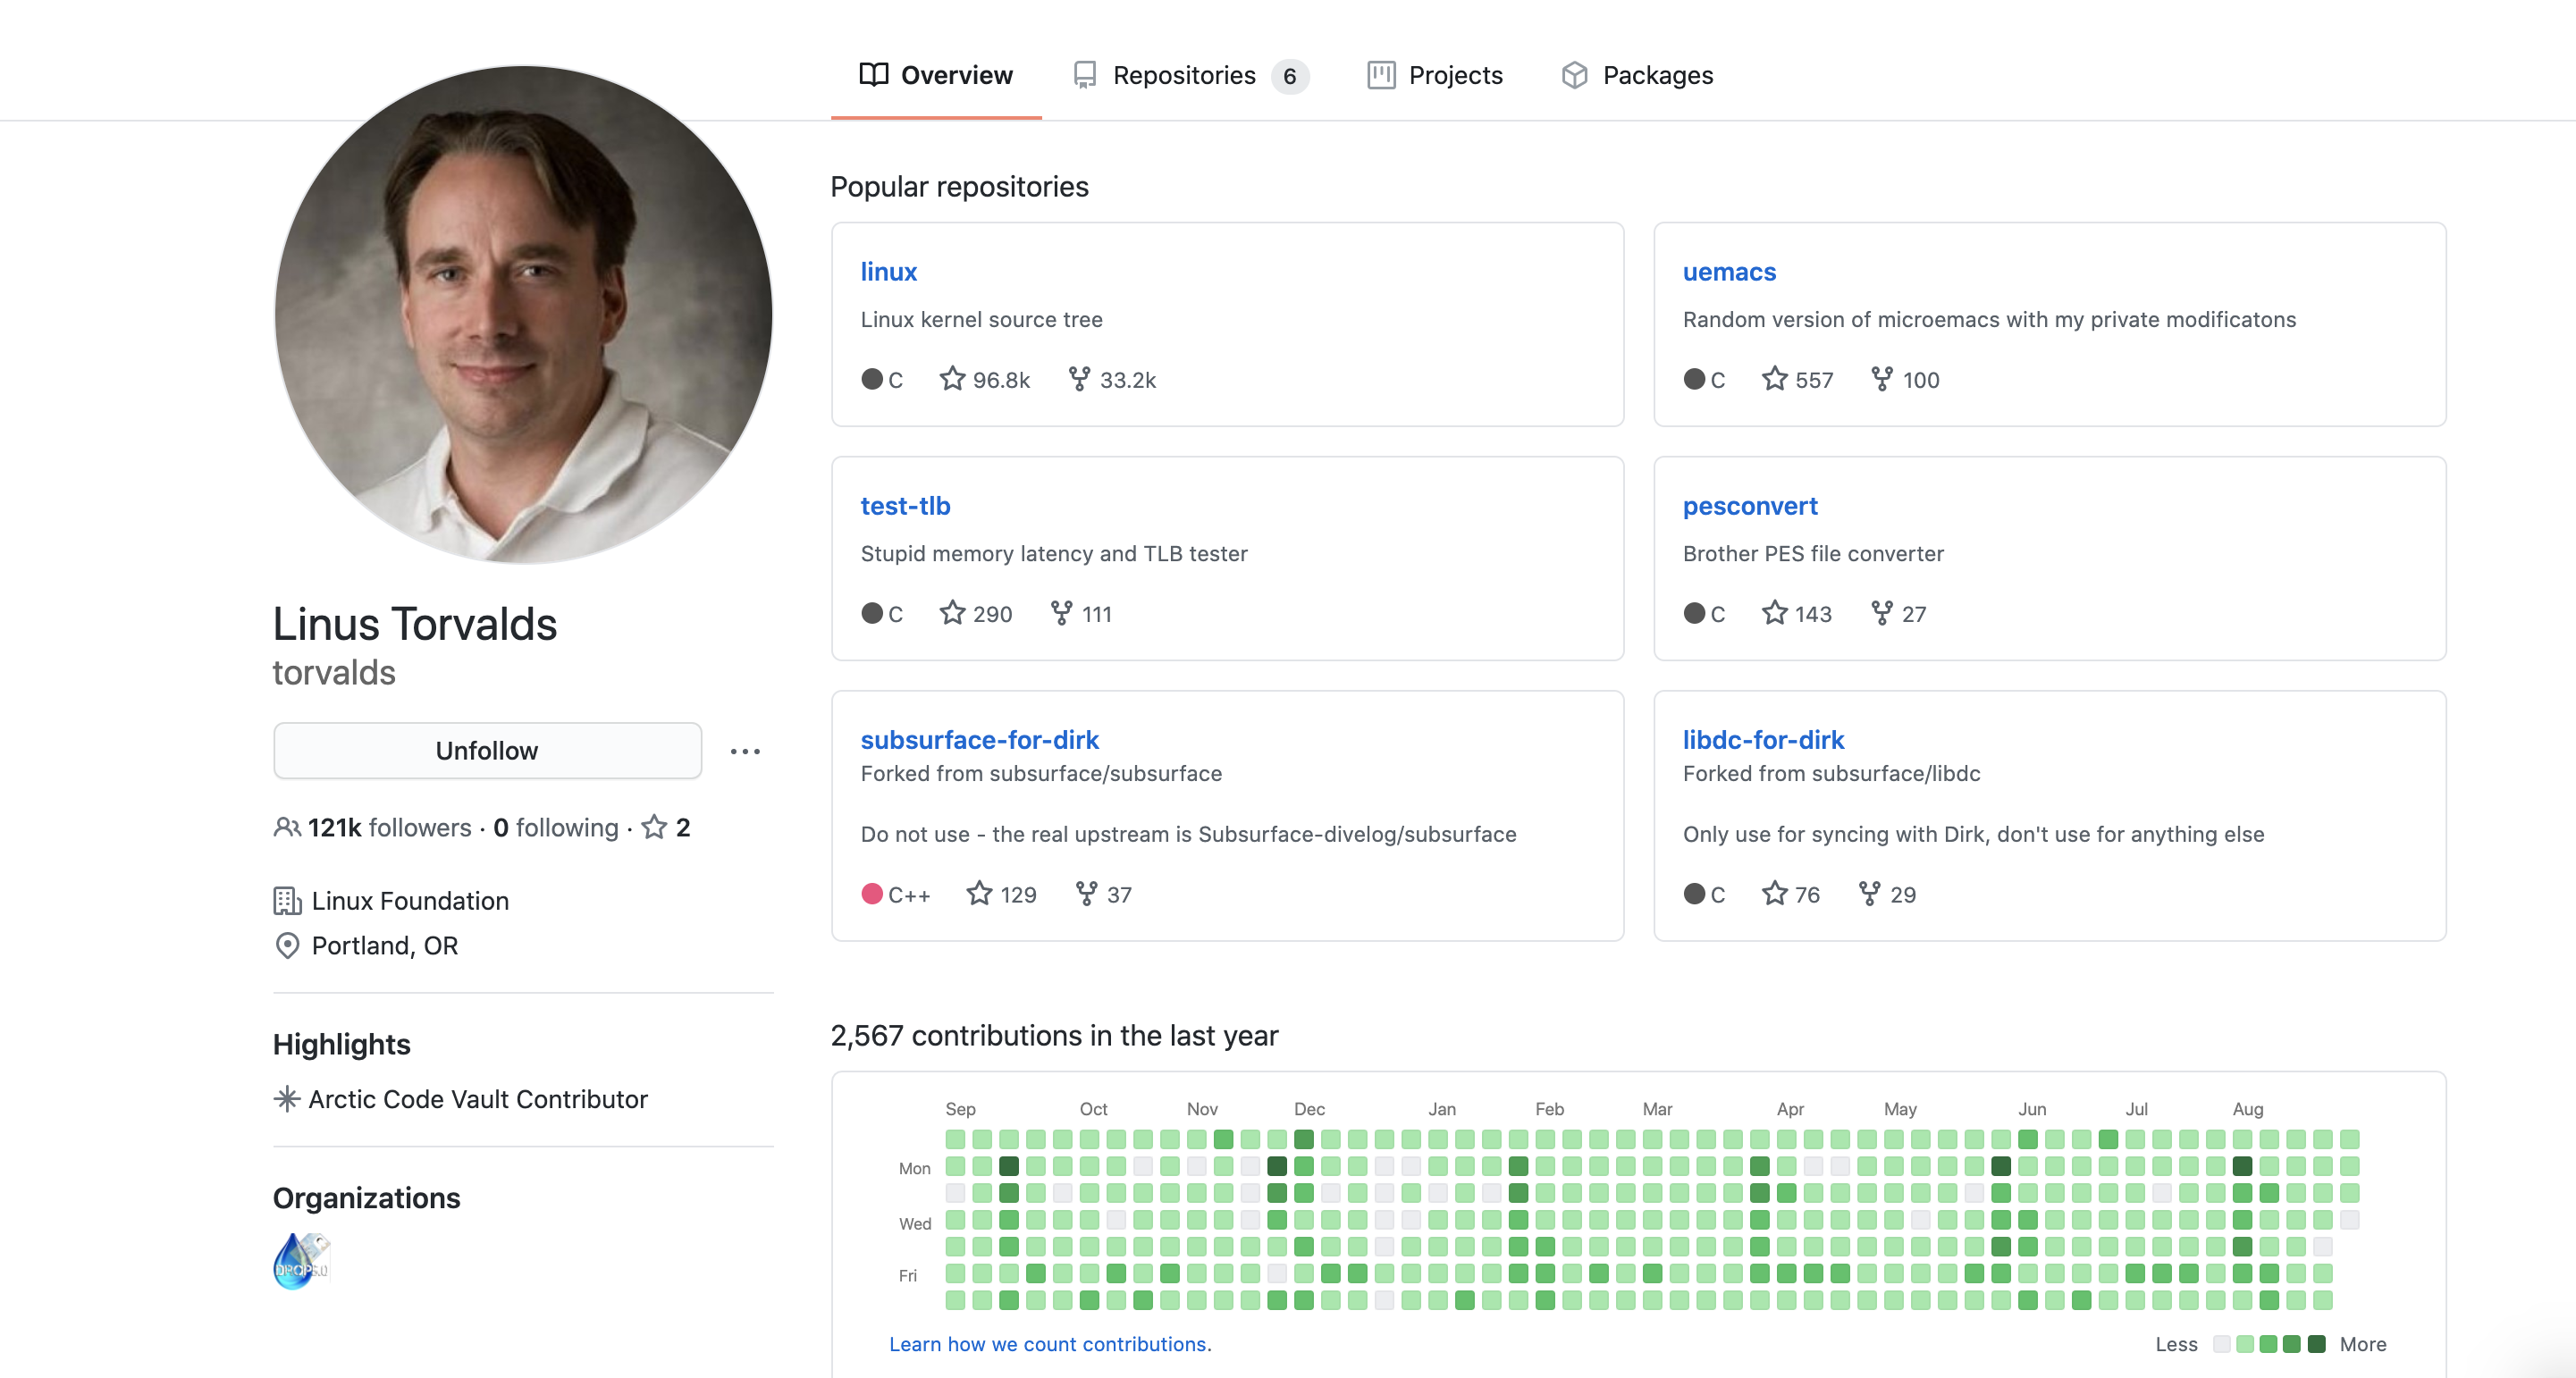 Overview
Repositories 6
Projects
Packages
Linus Torvalds
torvalds
Unfollow
121k followers · 0 following · 2
Linux Foundation
Portland, OR
Highlights
Arctic Code Vault Contributor
Organizations
Popular repositories
linux
Linux kernel source tree
C 96.8k 33.2k
uemacs
Random version of microemacs with my private modificatons
C 557 100
test-tlb
Stupid memory latency and TLB tester
C 290 111
pesconvert
Brother PES file converter
C 143 27
subsurface-for-dirk
Forked from subsurface/subsurface
Do not use - the real upstream is Subsurface-divelog/subsurface
C++ 129 37
libdc-for-dirk
Forked from subsurface/libdc
Only use for syncing with Dirk, don't use for anything else
C 76 29
2,567 contributions in the last year
Sep Oct Nov Dec Jan Feb Mar Apr May Jun Jul Aug
Mon
Wed
Fri
Learn how we count contributions.
Less More